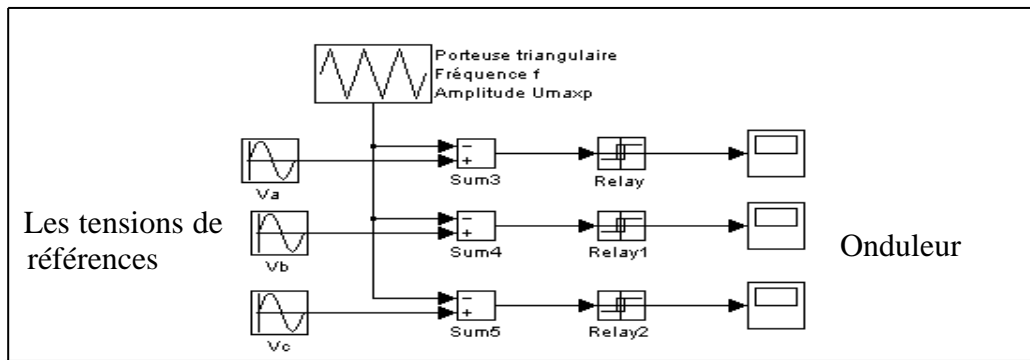 Porteuse triangulaire
Fréquence f
Amplitude Umaxp
Va
Sum3
Relay
Les tensions de
références
Vb
Sum4
Relay1
Onduleur
Vc
Sum5
Relay2